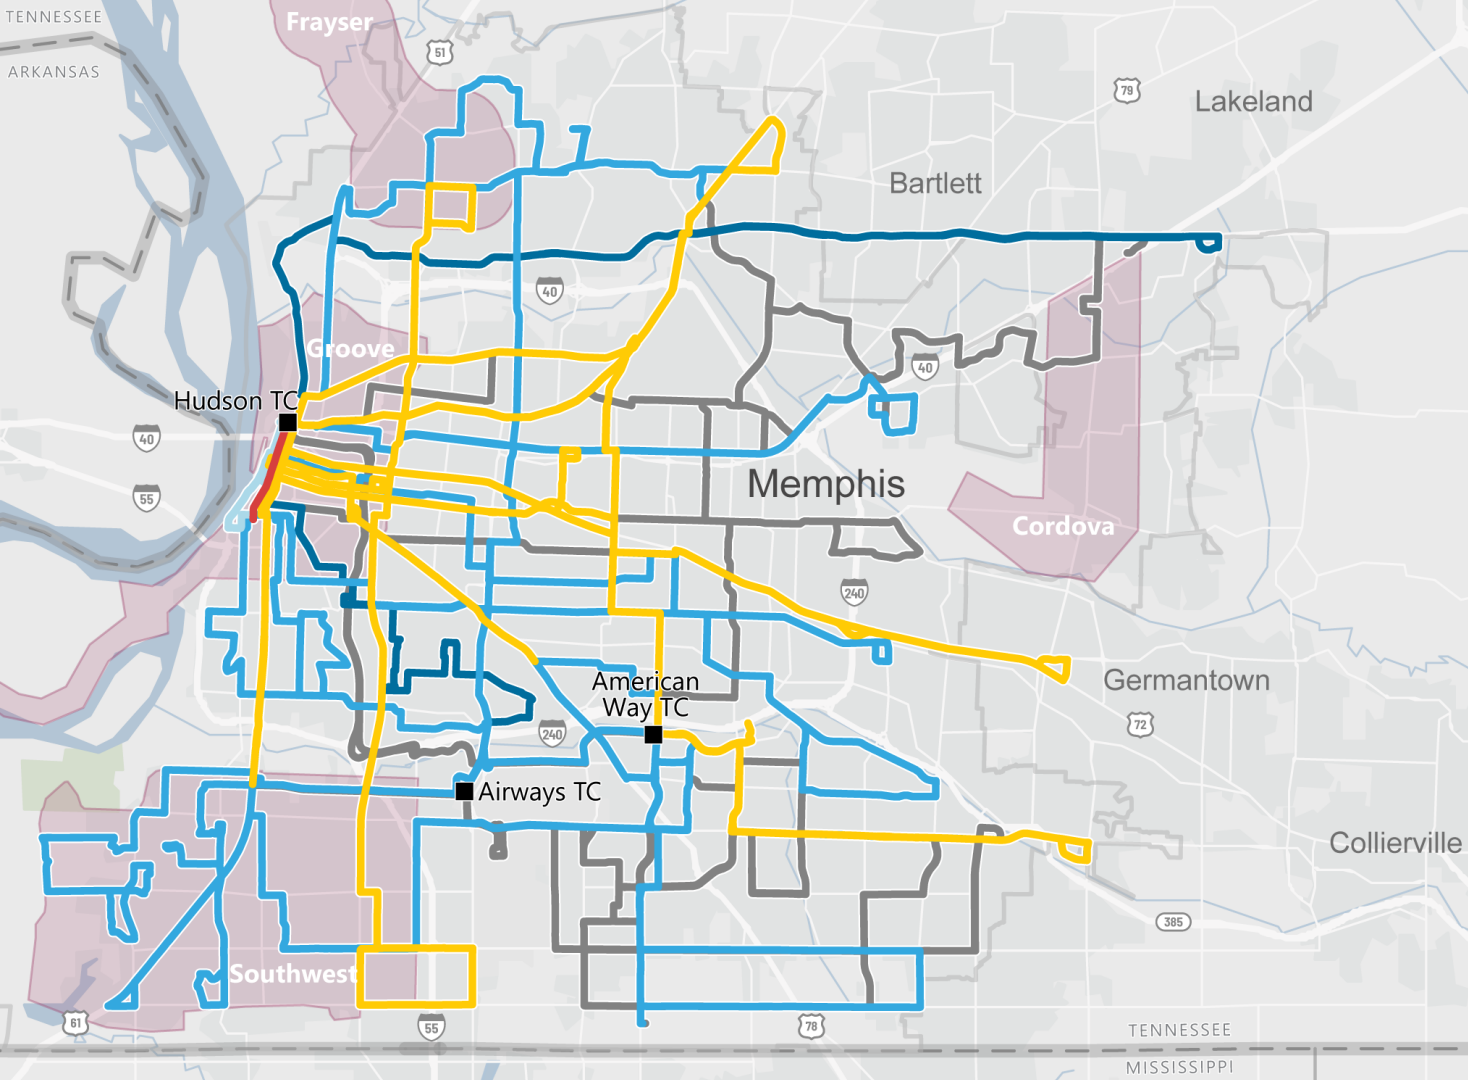 TENNESSEE
Frayser
51
ARKANSAS
79
Lakeland
Bartlett
40
Groove
40
Hudson TC
40
Memphis
55
Cordova
240
American
Way TC
Germantown
72
240
Airways TC
Collierville
385
Southwest
61
55
78
TENNESSEE
MISSISSIPPI